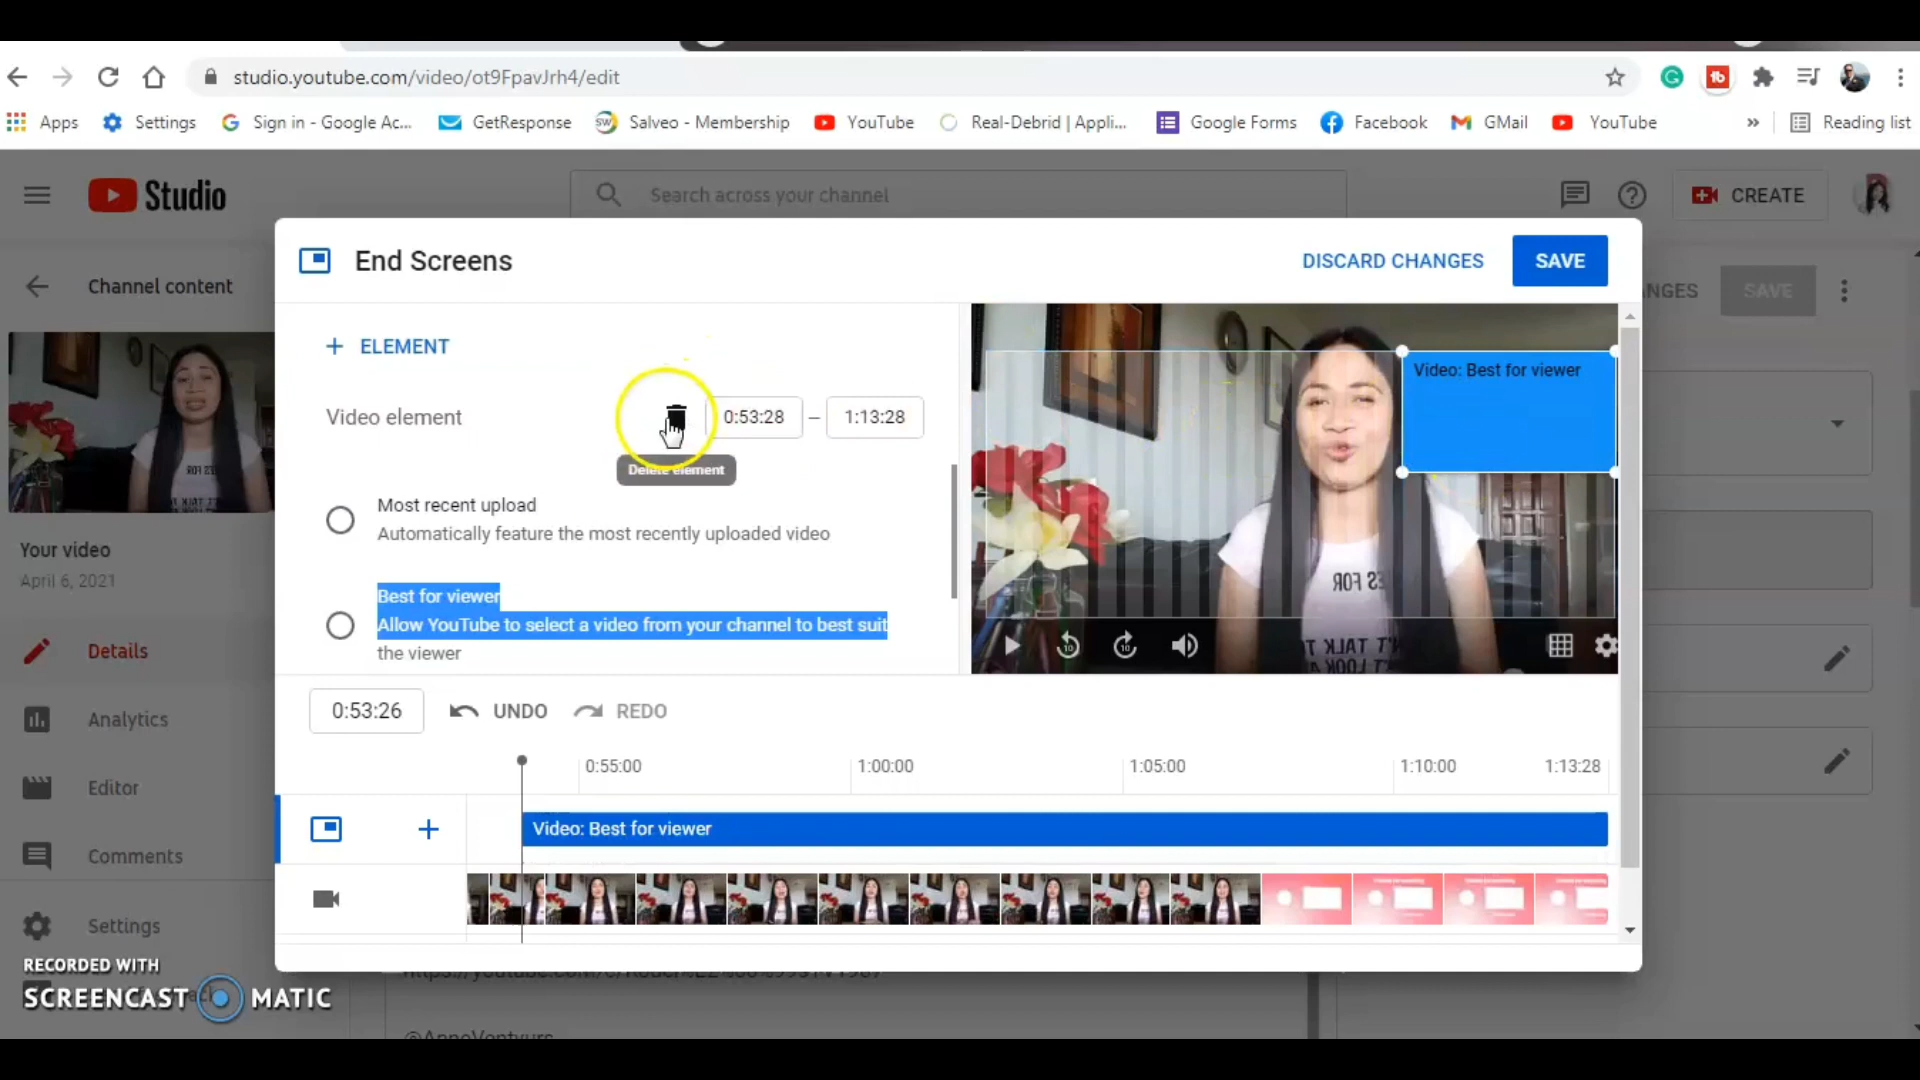 studio.youtube.com/video/ot9FpavJrh4/edit
Apps Settings Sign in - Google Ac... GetResponse Salveo - Membership YouTube Real-Debrid | Appli... Google Forms Facebook GMail YouTube » Reading list
Studio
Search across your channel
CREATE
Channel content
End Screens
DISCARD CHANGES
SAVE
NGES
SAVE
+ ELEMENT
Video element
0:53:28 – 1:13:28
Delete element
Video: Best for viewer
Most recent upload
Automatically feature the most recently uploaded video
Best for viewer
Allow YouTube to select a video from your channel to best suit
the viewer
Your video
April 6, 2021
Details
Analytics
Editor
Comments
Settings
0:53:26
UNDO
REDO
0:55:00 1:00:00 1:05:00 1:10:00 1:13:28
Video: Best for viewer
RECORDED WITH
SCREENCAST MATIC